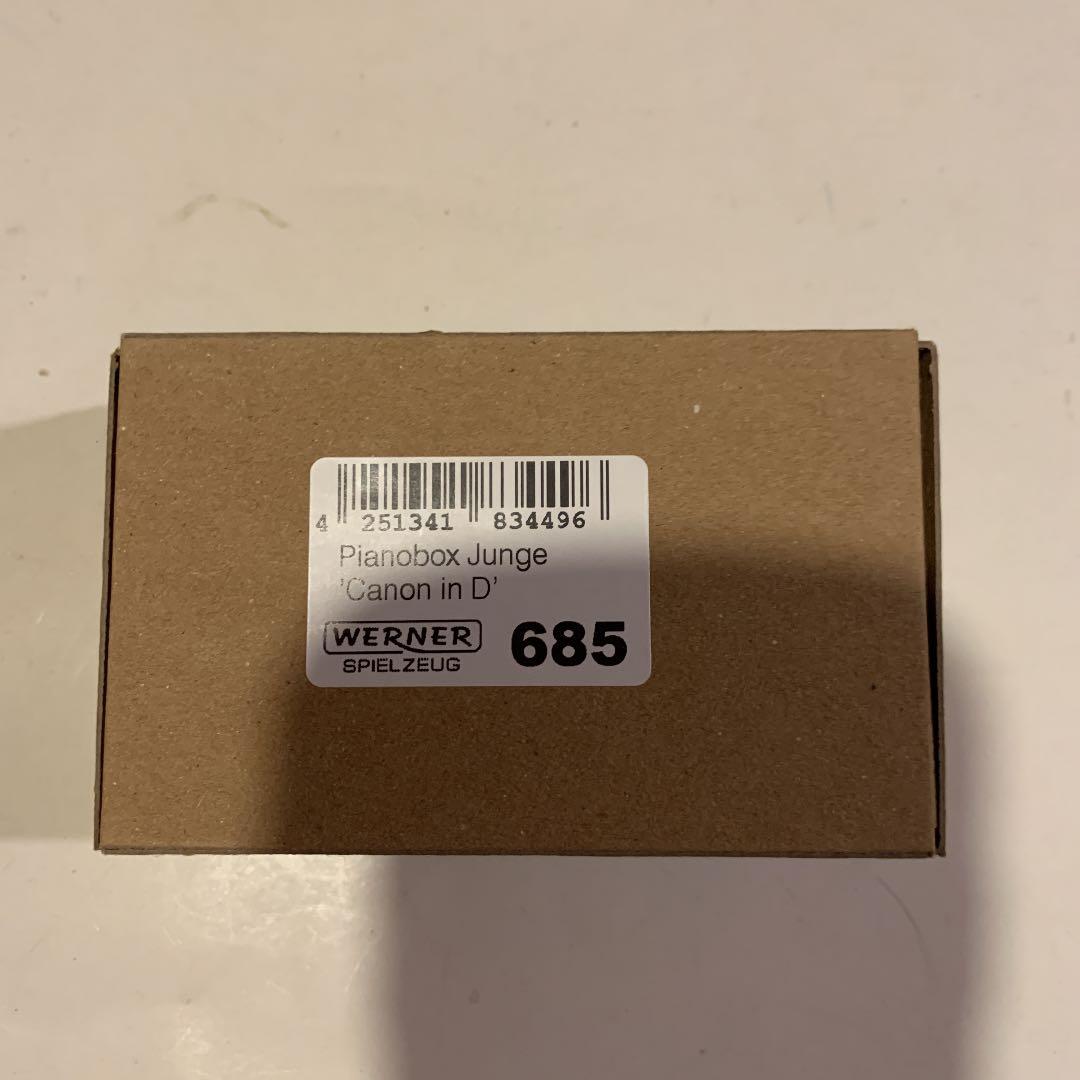 4 251341 834496
Pianobox Junge
'Canon in D'
WERNER
SPIELZEUG
685